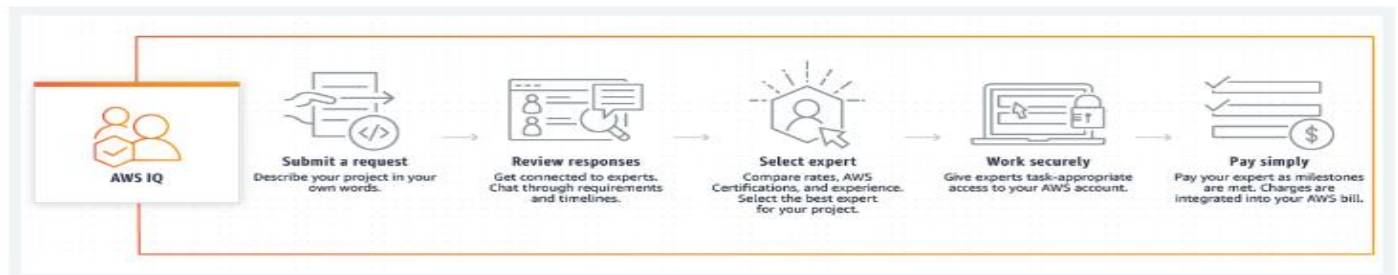 AWS IQ
Submit a request
Describe your project in your
own words.
Review responses
Get connected to experts.
Chat through requirements
and timelines.
Select expert
Compare rates, AWS
Certifications, and experience.
Select the best expert
for your project.
Work securely
Give experts task-appropriate
access to your AWS account.
Pay simply
Pay your expert as milestones
are met. Charges are
integrated into your AWS bill.